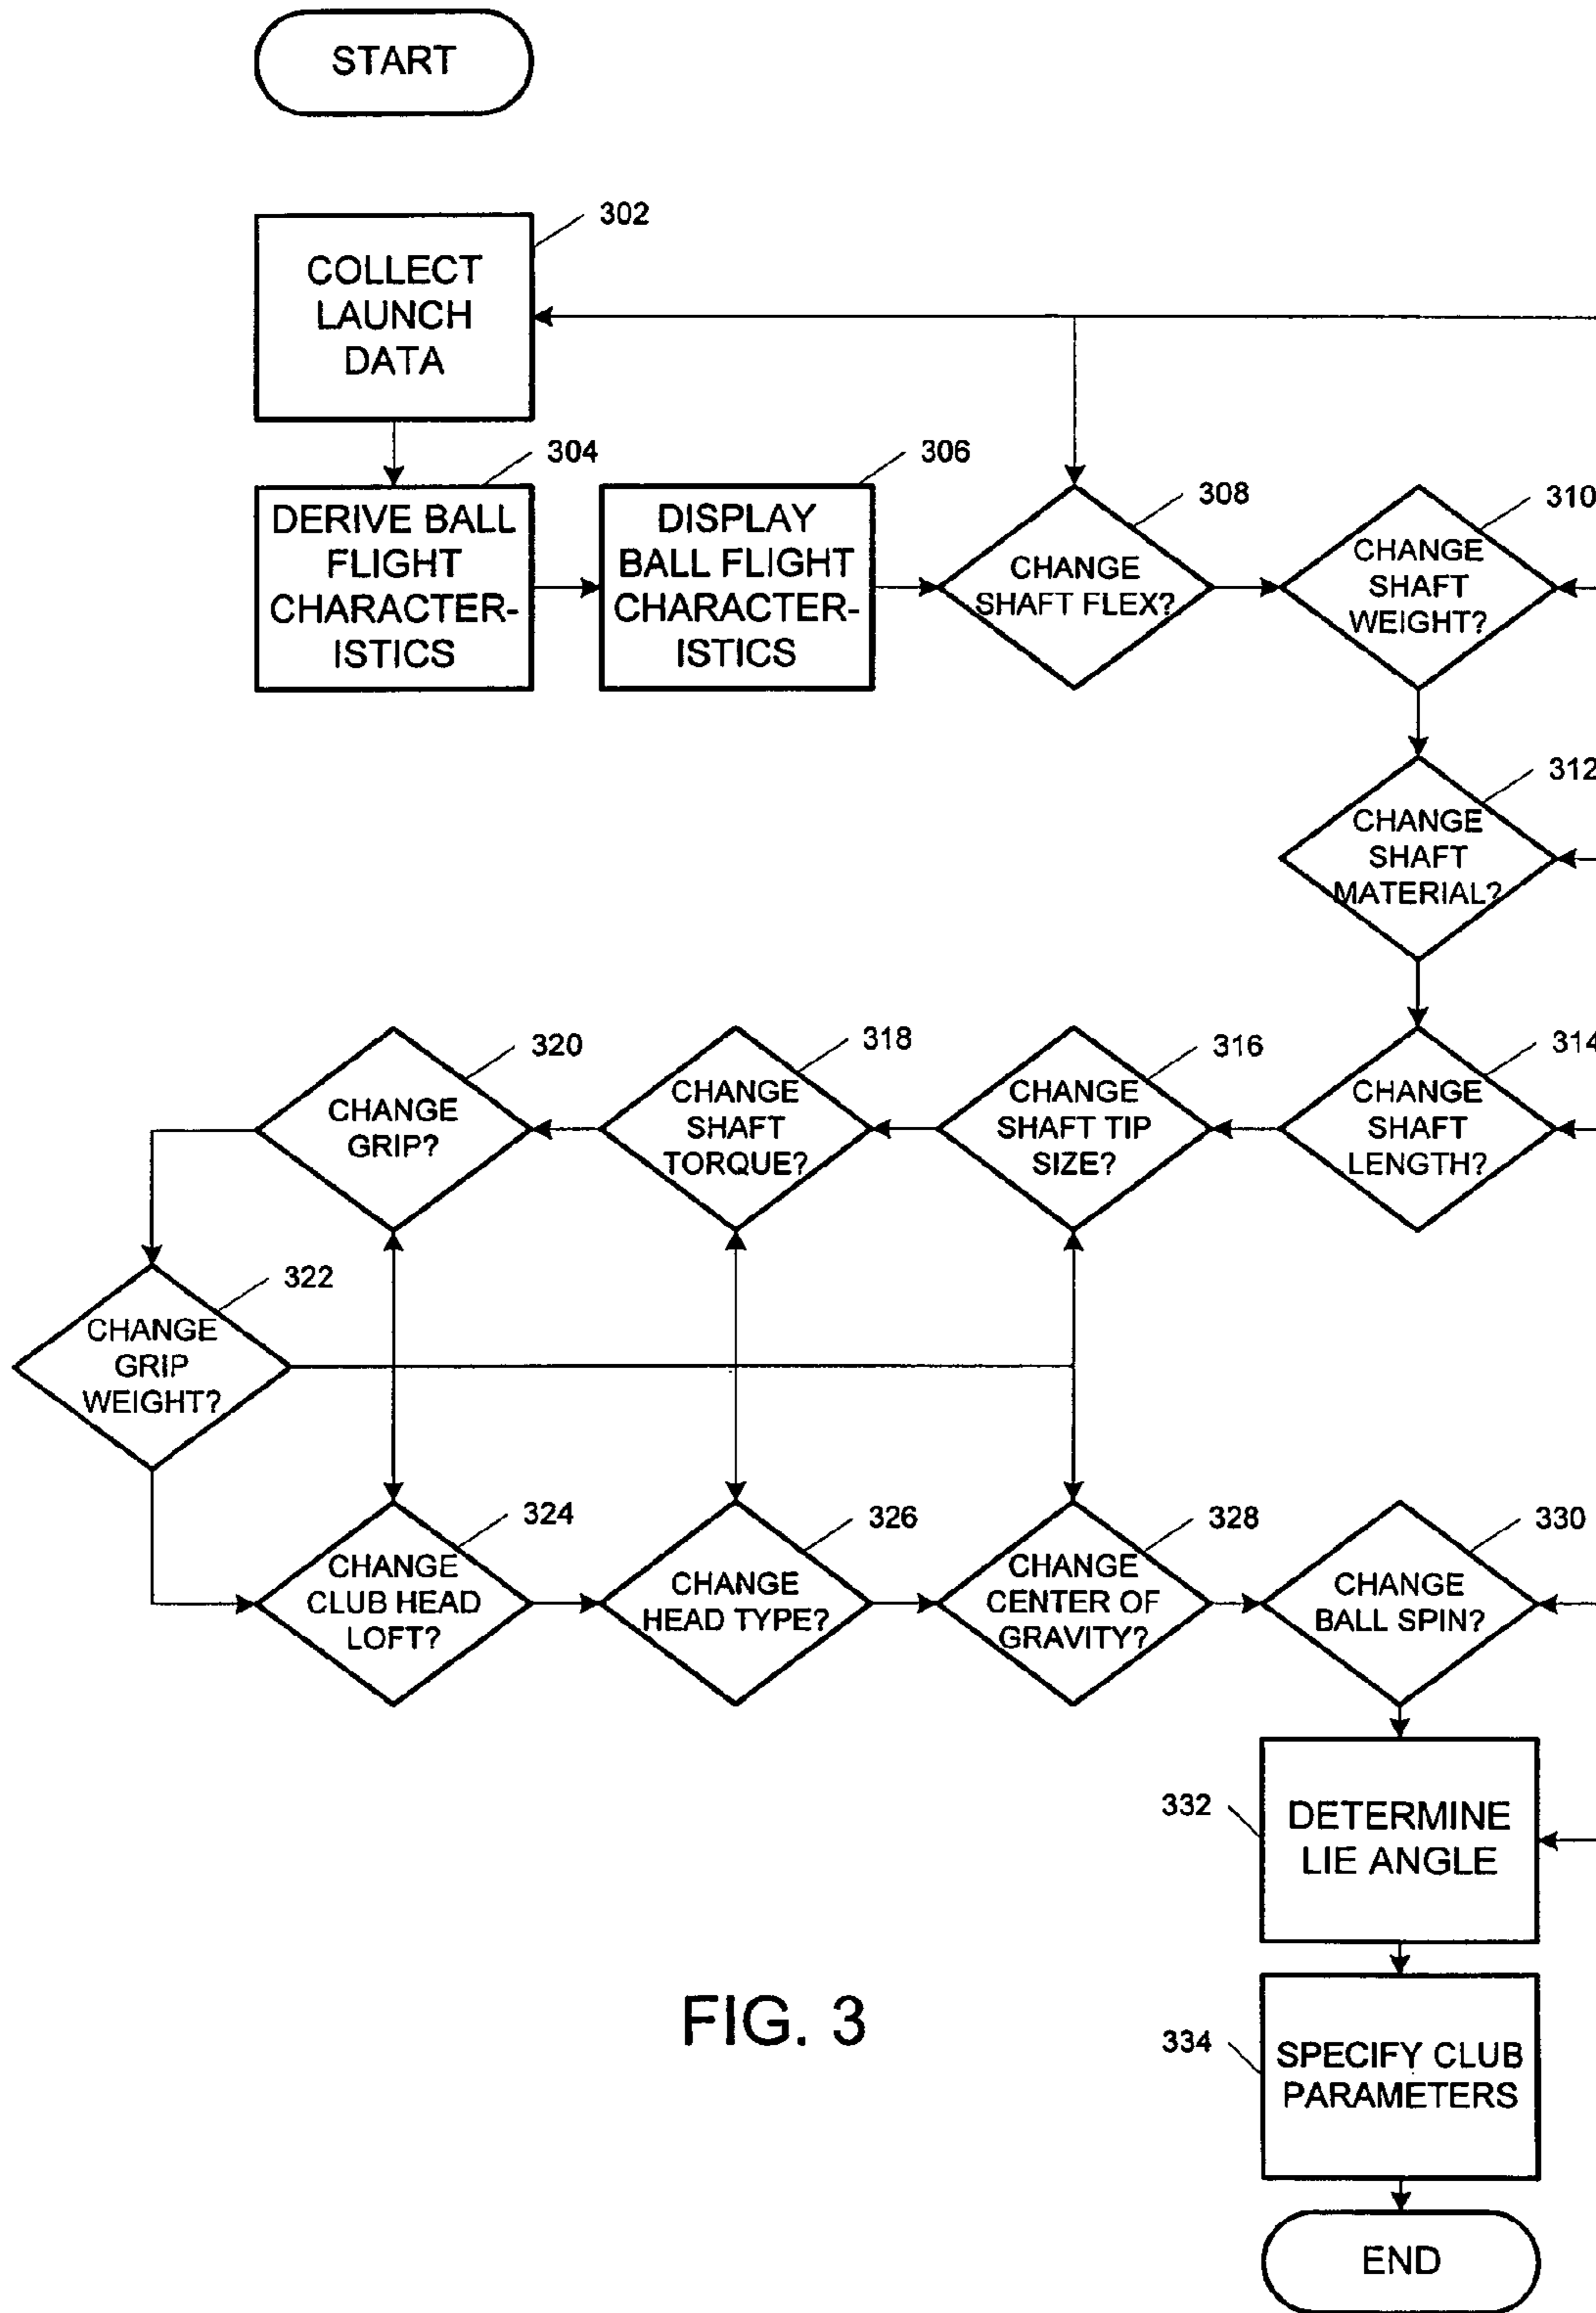 START
302
COLLECT
LAUNCH
DATA
304
DERIVE BALL
FLIGHT
CHARACTER-
ISTICS
306
DISPLAY
BALL FLIGHT
CHARACTER-
ISTICS
308
CHANGE
SHAFT FLEX?
310
CHANGE
SHAFT
WEIGHT?
312
CHANGE
SHAFT
MATERIAL?
314
CHANGE
SHAFT
LENGTH?
316
CHANGE
SHAFT TIP
SIZE?
318
CHANGE
SHAFT
TORQUE?
320
CHANGE
GRIP?
322
CHANGE
GRIP
WEIGHT?
324
CHANGE
CLUB HEAD
LOFT?
326
CHANGE
HEAD TYPE?
328
CHANGE
CENTER OF
GRAVITY?
330
CHANGE
BALL SPIN?
332
DETERMINE
LIE ANGLE
334
SPECIFY CLUB
PARAMETERS
END
FIG. 3